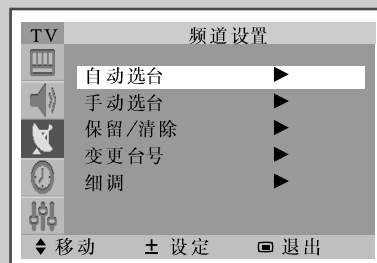 TV 频道设置
自动选台 ▶
手动选台 ▶
保留/清除 ▶
变更台号 ▶
细调 ▶
移动 ± 设定 退出